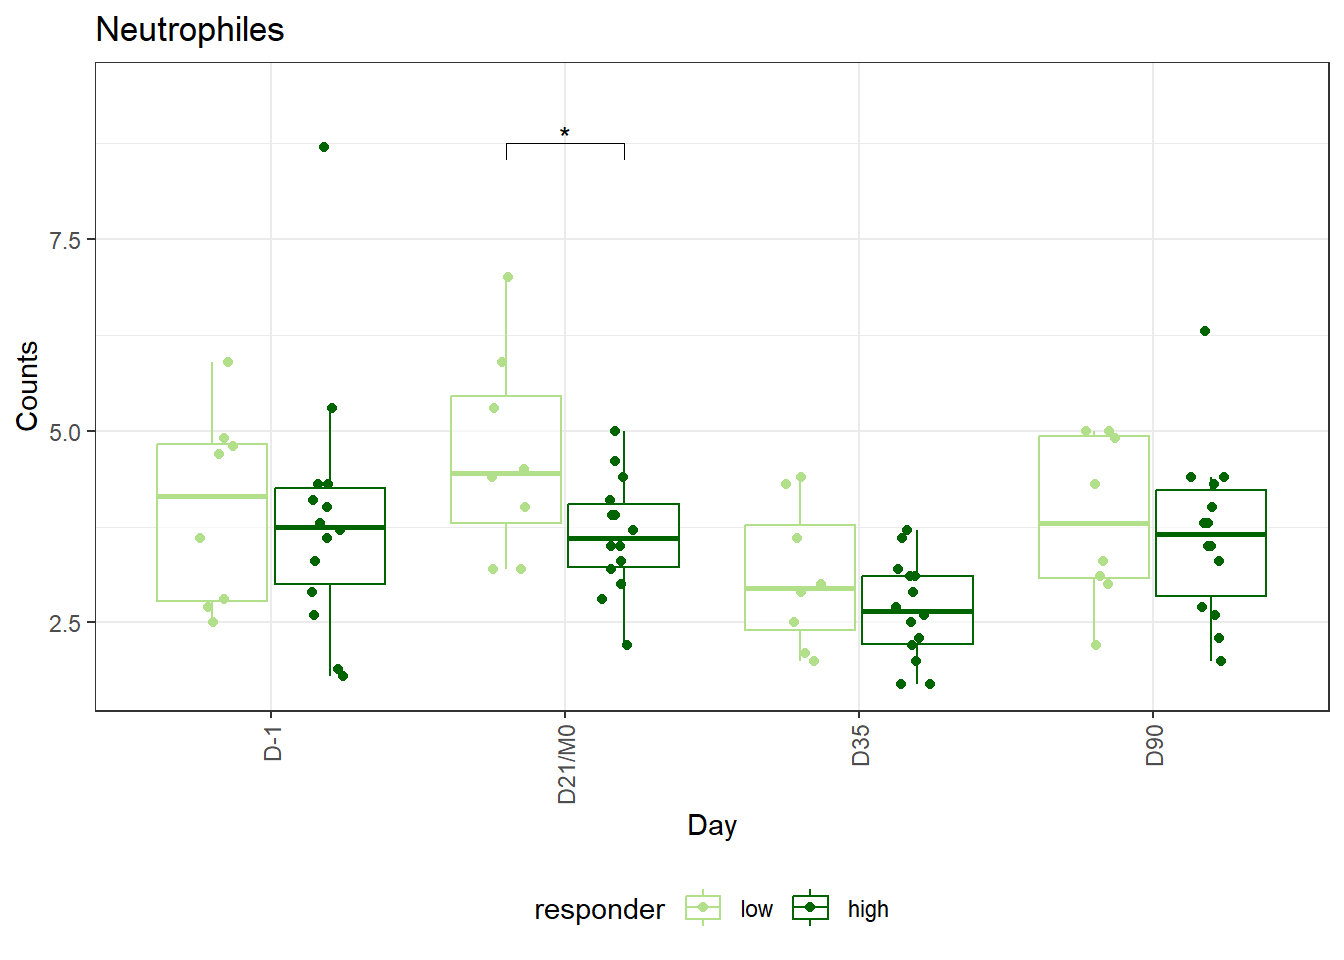 Neutrophiles
*
7.5
5.0
2.5
Counts
D-1
D21/M0
D35
D90
Day
responder low high